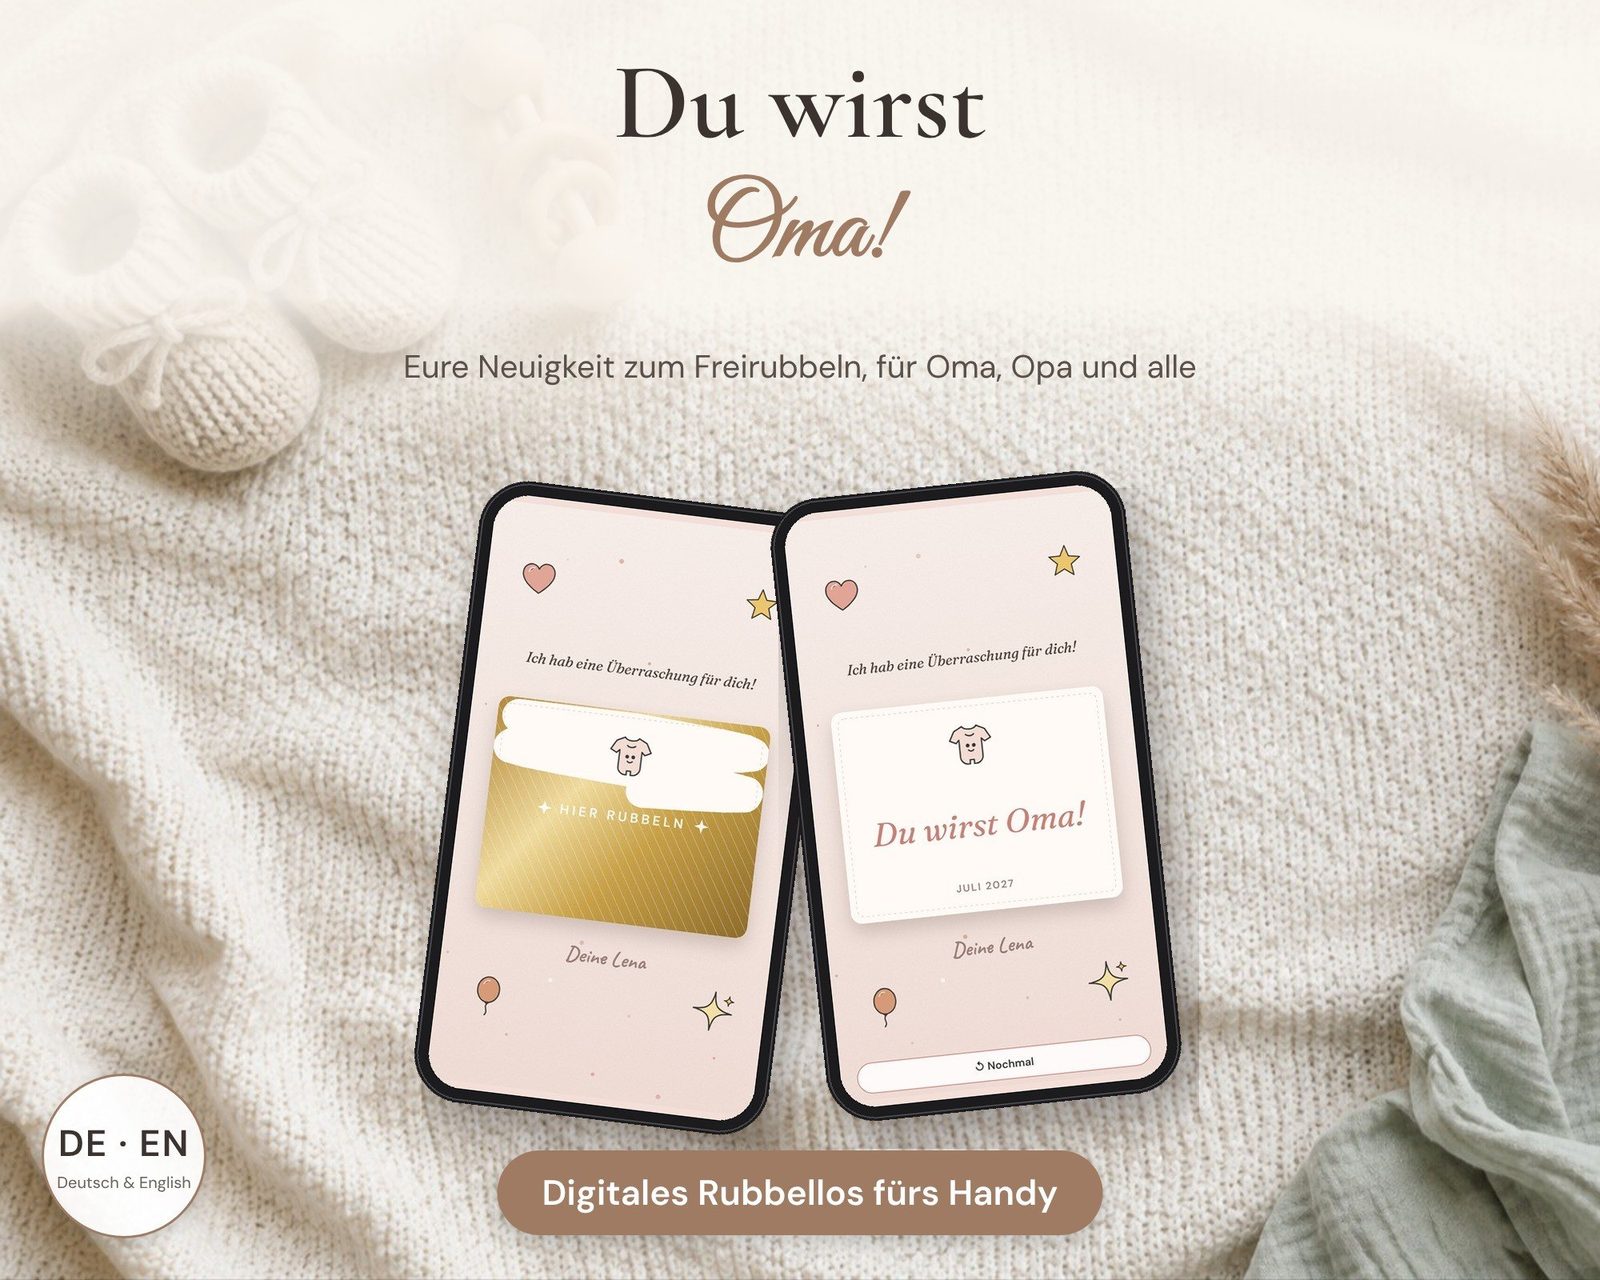 Du wirst
Oma!
Eure Neuigkeit zum Freirubbeln, für Oma, Opa und alle
Ich hab eine Überraschung für dich!
HIER RUBBELN
Deine Lena
Ich hab eine Überraschung für dich!
Du wirst Oma!
JULI 2027
Deine Lena
Nochmal
DE · EN
Deutsch & English
Digitales Rubbellos fürs Handy